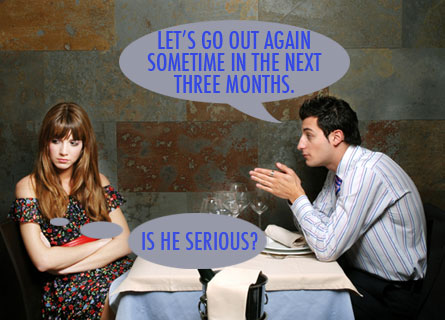 LET'S GO OUT AGAIN
SOMETIME IN THE NEXT
THREE MONTHS.
IS HE SERIOUS?